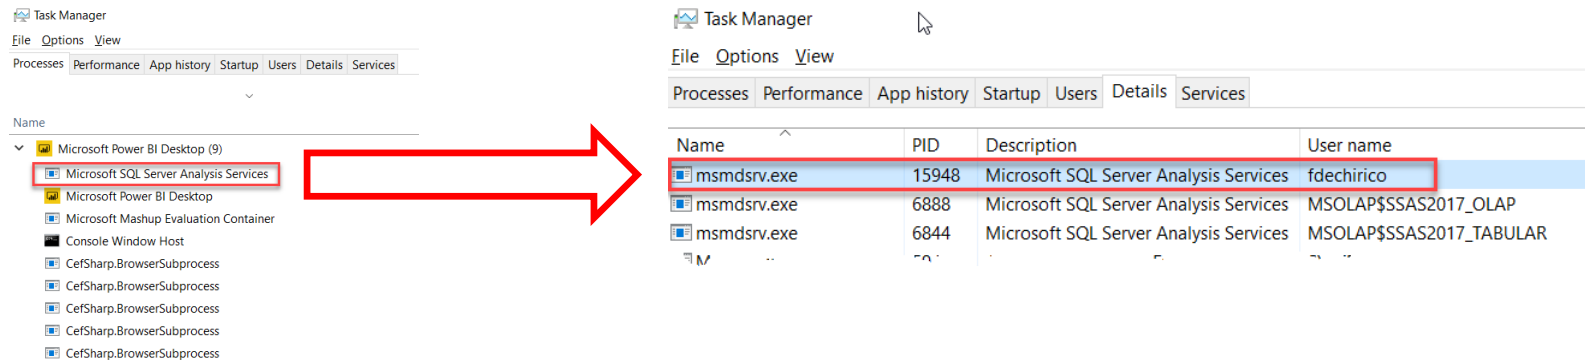 Task Manager
File Options View
Processes Performance App history Startup Users Details Services
Name
Microsoft Power BI Desktop (9)
Microsoft SQL Server Analysis Services
Microsoft Power BI Desktop
Microsoft Mashup Evaluation Container
Console Window Host
CefSharp.BrowserSubprocess
CefSharp.BrowserSubprocess
CefSharp.BrowserSubprocess
CefSharp.BrowserSubprocess
CefSharp.BrowserSubprocess
Task Manager
File Options View
Processes Performance App history Startup Users Details Services
Name PID Description User name
msmdsrv.exe 15948 Microsoft SQL Server Analysis Services fdechirico
msmdsrv.exe 6888 Microsoft SQL Server Analysis Services MSOLAP$SSAS2017_OLAP
msmdsrv.exe 6844 Microsoft SQL Server Analysis Services MSOLAP$SSAS2017_TABULAR